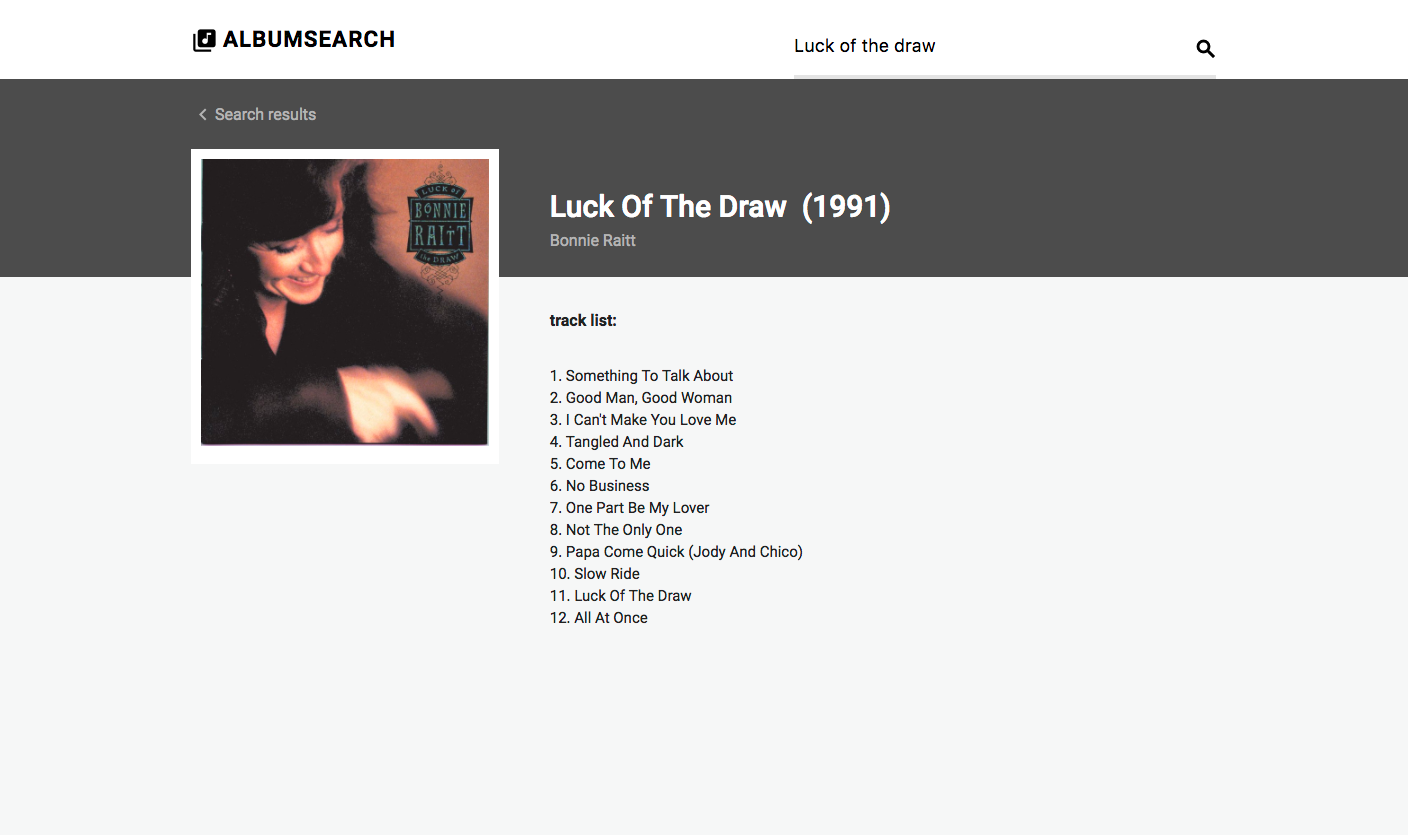 ALBUMSEARCH
Luck of the draw
Search results
LUCK OF
BONNIE
RAITT
the DRAW
Luck Of The Draw (1991)
Bonnie Raitt
track list:
1. Something To Talk About
2. Good Man, Good Woman
3. I Can't Make You Love Me
4. Tangled And Dark
5. Come To Me
6. No Business
7. One Part Be My Lover
8. Not The Only One
9. Papa Come Quick (Jody And Chico)
10. Slow Ride
11. Luck Of The Draw
12. All At Once